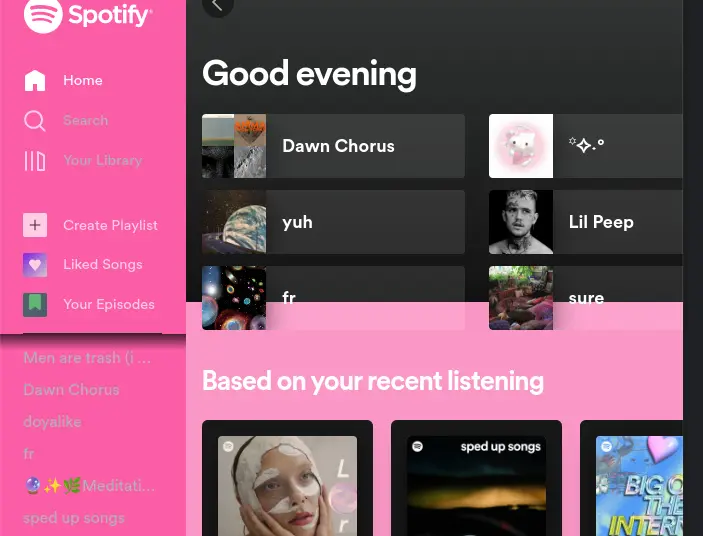 Spotify®
Home
Search
Your Library
Create Playlist
Liked Songs
Your Episodes
Men are trash (i ...
Dawn Chorus
doyalike
fr
🔮✨🌿Meditati...
sped up songs
Good evening
Dawn Chorus
yuh
Lil Peep
fr
sure
Based on your recent listening
L
r
sped up songs
BIG O
THE
INTERN